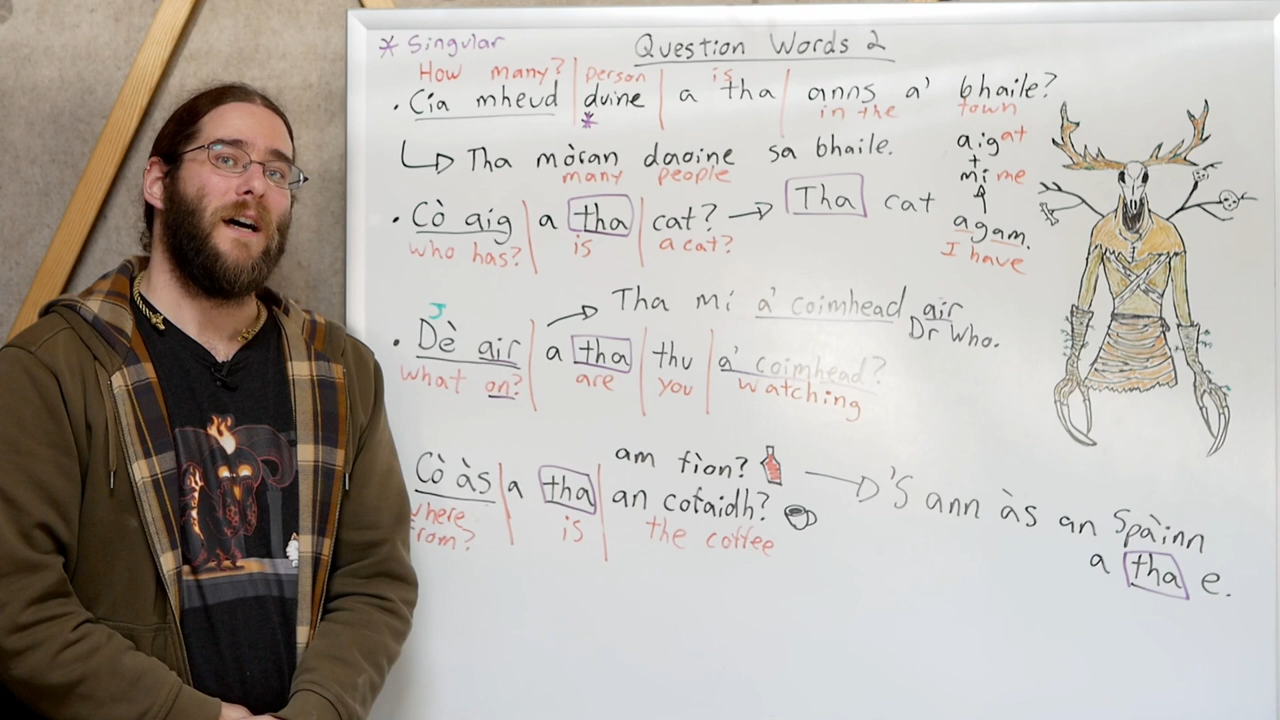 * Singular
Question Words 2
How many? person is
· Cia mheud duine a tha anns a' bhaile?
* in the town
Tha mòran daoine sa bhaile.
many people
aig at
+
mi me
agam.
I have
· Cò aig a tha cat? → Tha cat
who has? is a cat?
Tha mi a' coimhead air
Dr Who.
J
· Dè air a tha thu a' coimhead?
what on? are you watching
am fìon?
Cò às a tha an cofaidh?
where from? is the coffee
'S ann às an Spàinn
a tha e.